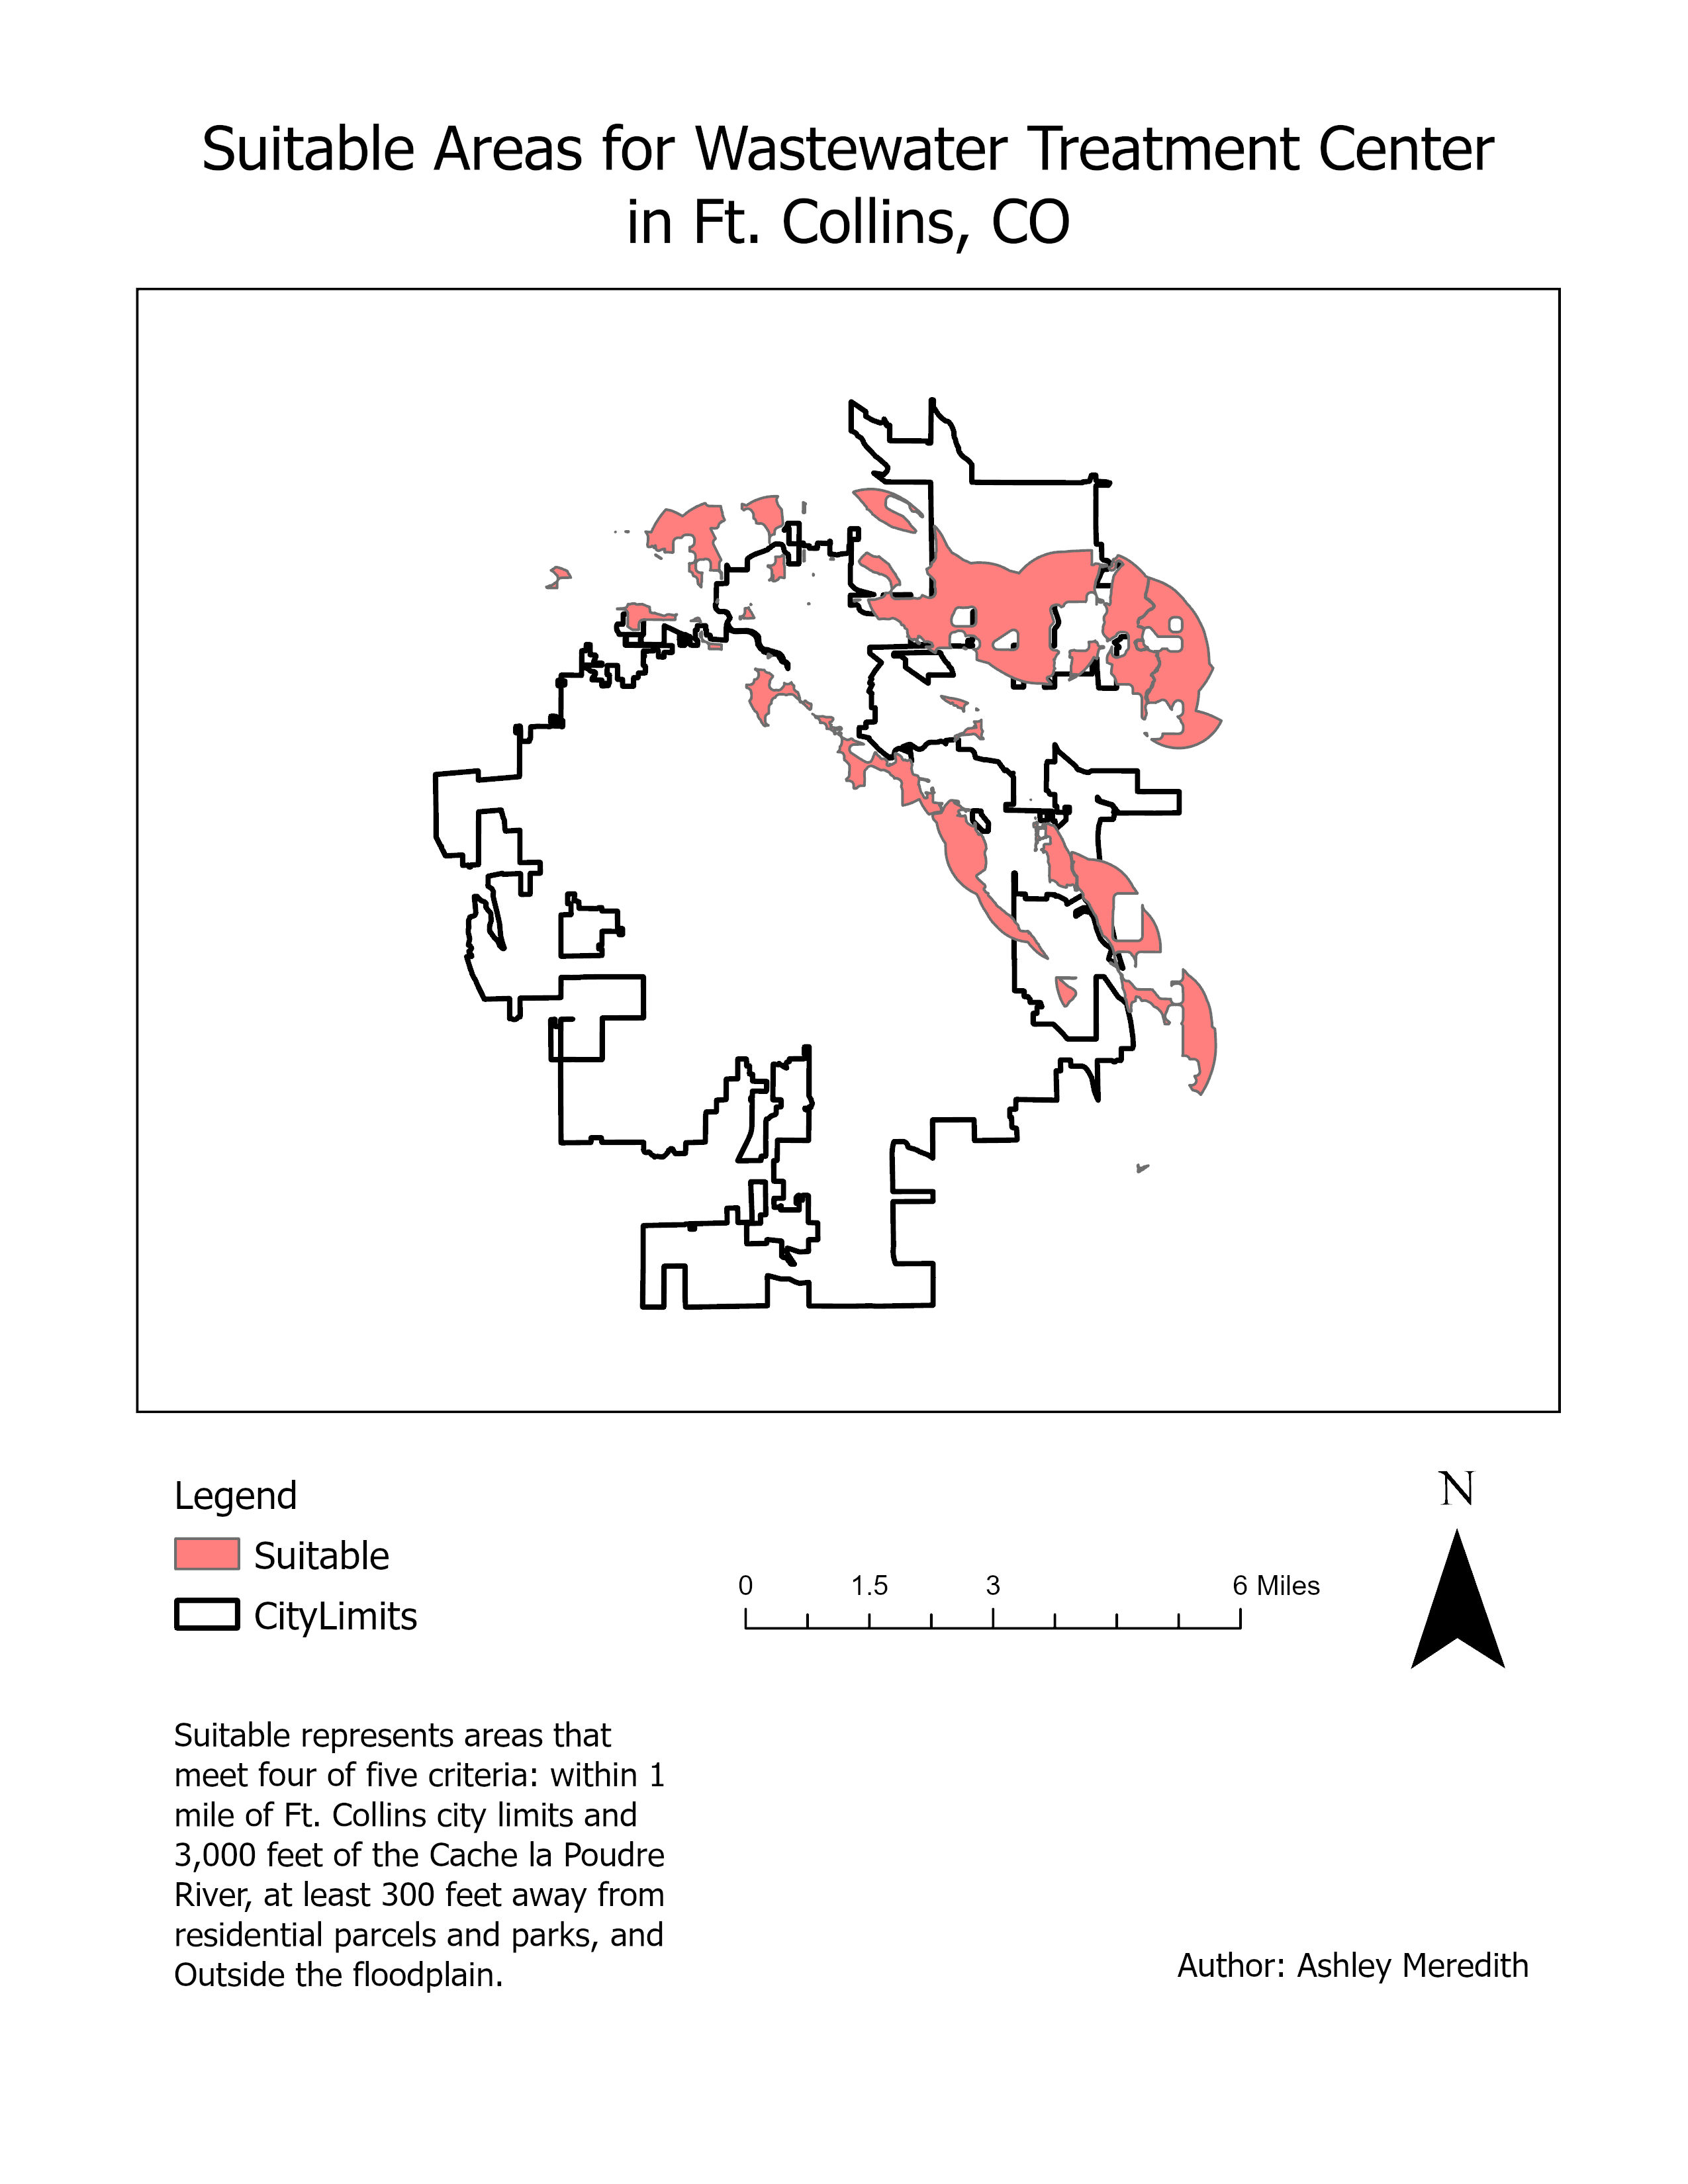 Suitable Areas for Wastewater Treatment Center
in Ft. Collins, CO
Legend
Suitable
CityLimits
0 1.5 3 6 Miles
N
Suitable represents areas that
meet four of five criteria: within 1
mile of Ft. Collins city limits and
3,000 feet of the Cache la Poudre
River, at least 300 feet away from
residential parcels and parks, and
Outside the floodplain.
Author: Ashley Meredith